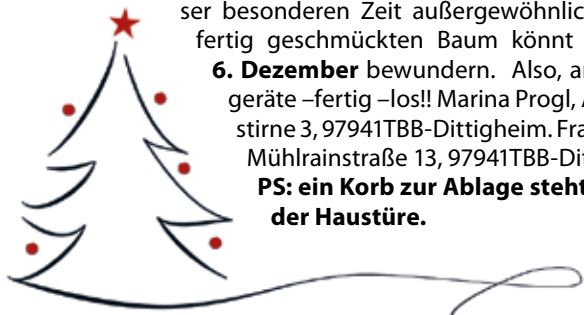 ser besonderen Zeit außergewöhnlic
fertig geschmückten Baum könnt
6. Dezember bewundern. Also, an
geräte –fertig –los!! Marina Progl, A
stirne 3, 97941TBB-Dittigheim. Fra
Mühlrainstraße 13, 97941TBB-Dit
PS: ein Korb zur Ablage steht
der Haustüre.